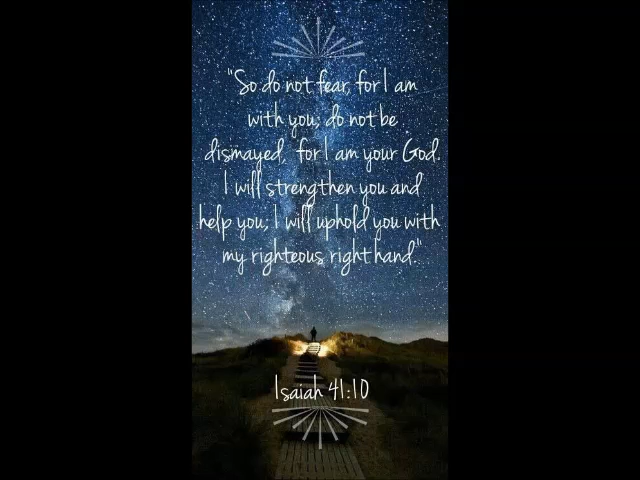 "So do not fear, for I am
with you; do not be
dismayed, for I am your God.
I will strengthen you and
help you; I will uphold you with
my righteous right hand."
Isaiah 41:10